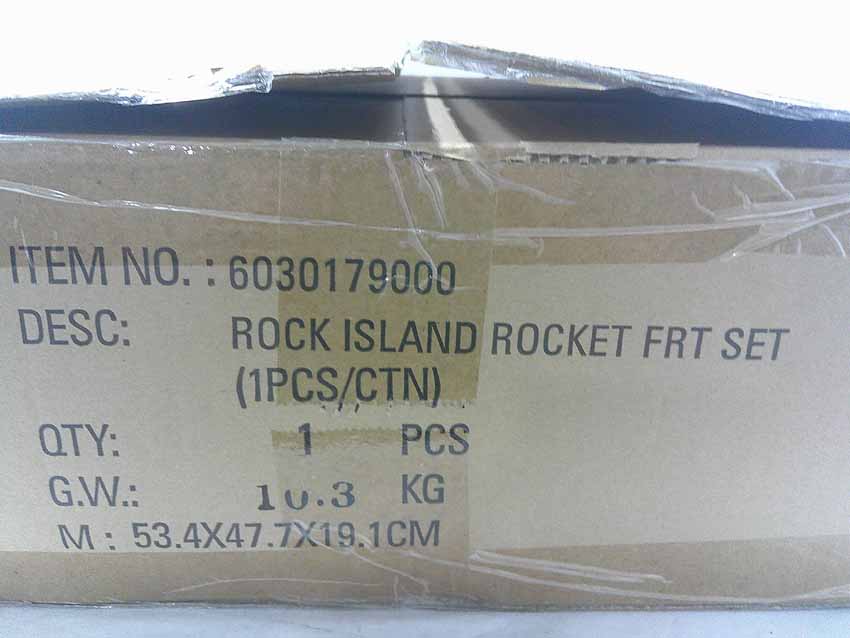 ITEM NO. : 6030179000
DESC: ROCK ISLAND ROCKET FRT SET
(1PCS/CTN)
QTY: 1 PCS
G.W.: 10.3 KG
M : 53.4X47.7X19.1CM